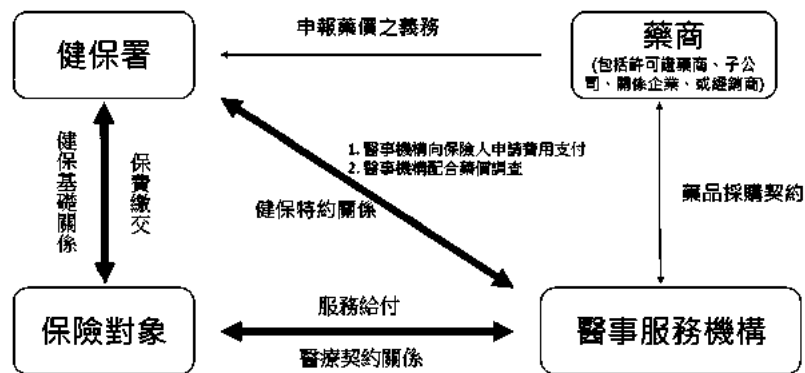 申報藥價之義務
健保署
藥商
(包括許可證藥商、子公
司、關係企業、或經銷商)
1. 醫事機構向保險人申請費用支付
2. 醫事機構配合藥價調查
健保基礎關係
保費繳交
健保特約關係
藥品採購契約
保險對象
服務給付
醫療契約關係
醫事服務機構